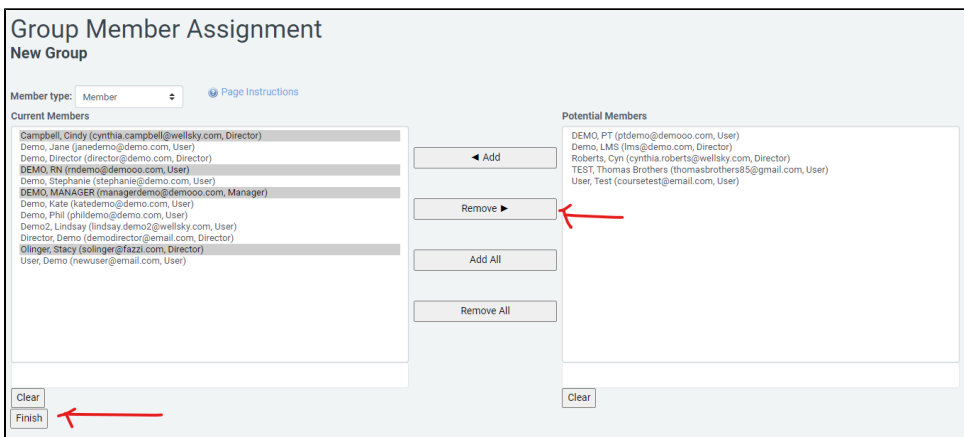 Group Member Assignment
New Group
Member type: Member
Page Instructions
Current Members
Campbell, Cindy (cynthia.campbell@wellsky.com, Director)
Demo, Jane (janedemo@demo.com, User)
Demo, Director (director@demo.com, Director)
DEMO, RN (rndemo@demooo.com, User)
Demo, Stephanie (stephanie@demo.com, User)
DEMO, MANAGER (managerdemo@demooo.com, Manager)
Demo, Kate (katedemo@demo.com, User)
Demo, Phil (phildemo@demo.com, User)
Demo2, Lindsay (lindsay.demo2@wellsky.com, User)
Director, Demo (demodirector@email.com, Director)
Olinger, Stacy (solinger@fazzi.com, Director)
User, Demo (newuser@email.com, User)
Clear
Finish
◄ Add
Remove ►
Add All
Remove All
Potential Members
DEMO, PT (ptdemo@demooo.com, User)
Demo, LMS (lms@demo.com, Director)
Roberts, Cyn (cynthia.roberts@wellsky.com, Director)
TEST, Thomas Brothers (thomasbrothers85@gmail.com, User)
User, Test (coursetest@email.com, User)
Clear